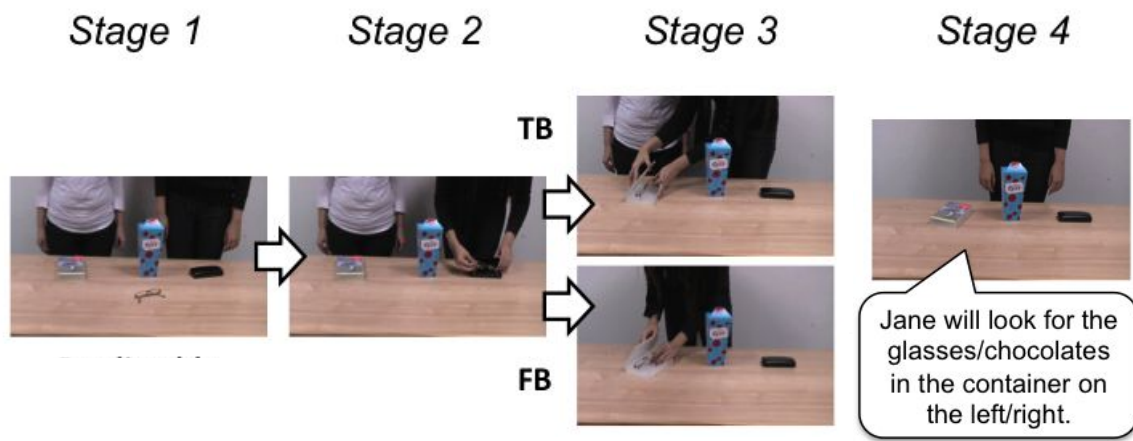 Stage 1
Stage 2
Stage 3
Stage 4
TB
FB
Jane will look for the
glasses/chocolates
in the container on
the left/right.